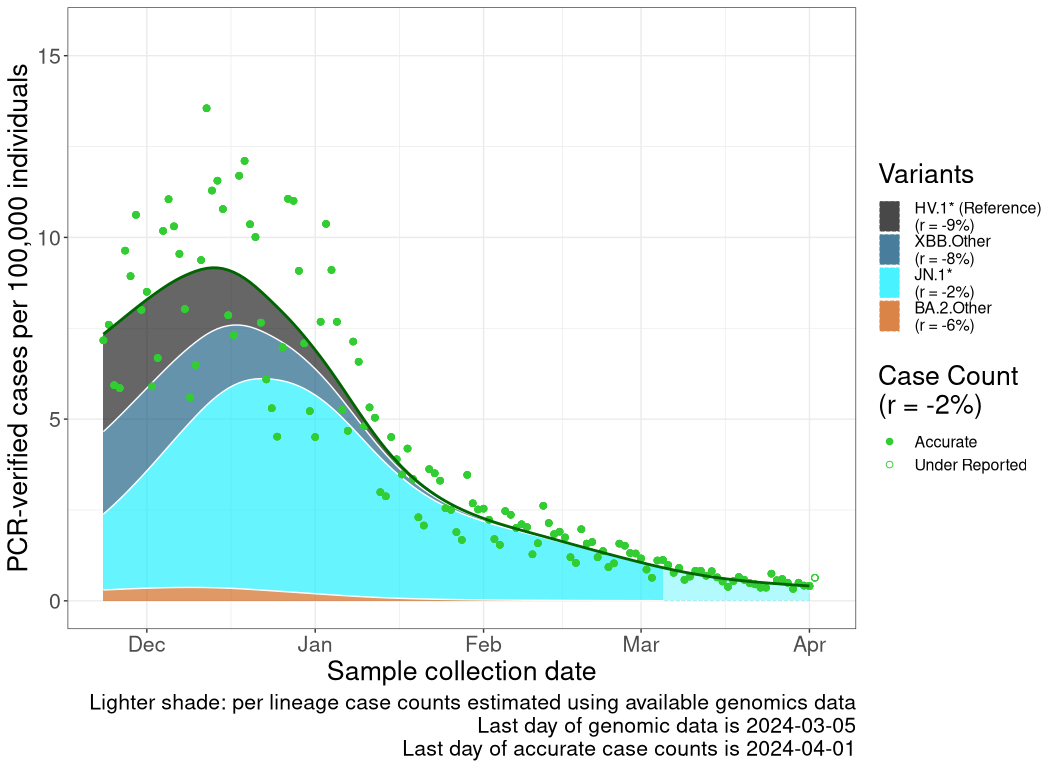 PCR-verified cases per 100,000 individuals
15
10
5
0
Dec
Jan
Feb
Mar
Apr
Sample collection date
Lighter shade: per lineage case counts estimated using available genomics data
Last day of genomic data is 2024-03-05
Last day of accurate case counts is 2024-04-01
Variants
HV.1* (Reference)
(r = -9%)
XBB.Other
(r = -8%)
JN.1*
(r = -2%)
BA.2.Other
(r = -6%)
Case Count
(r = -2%)
Accurate
Under Reported